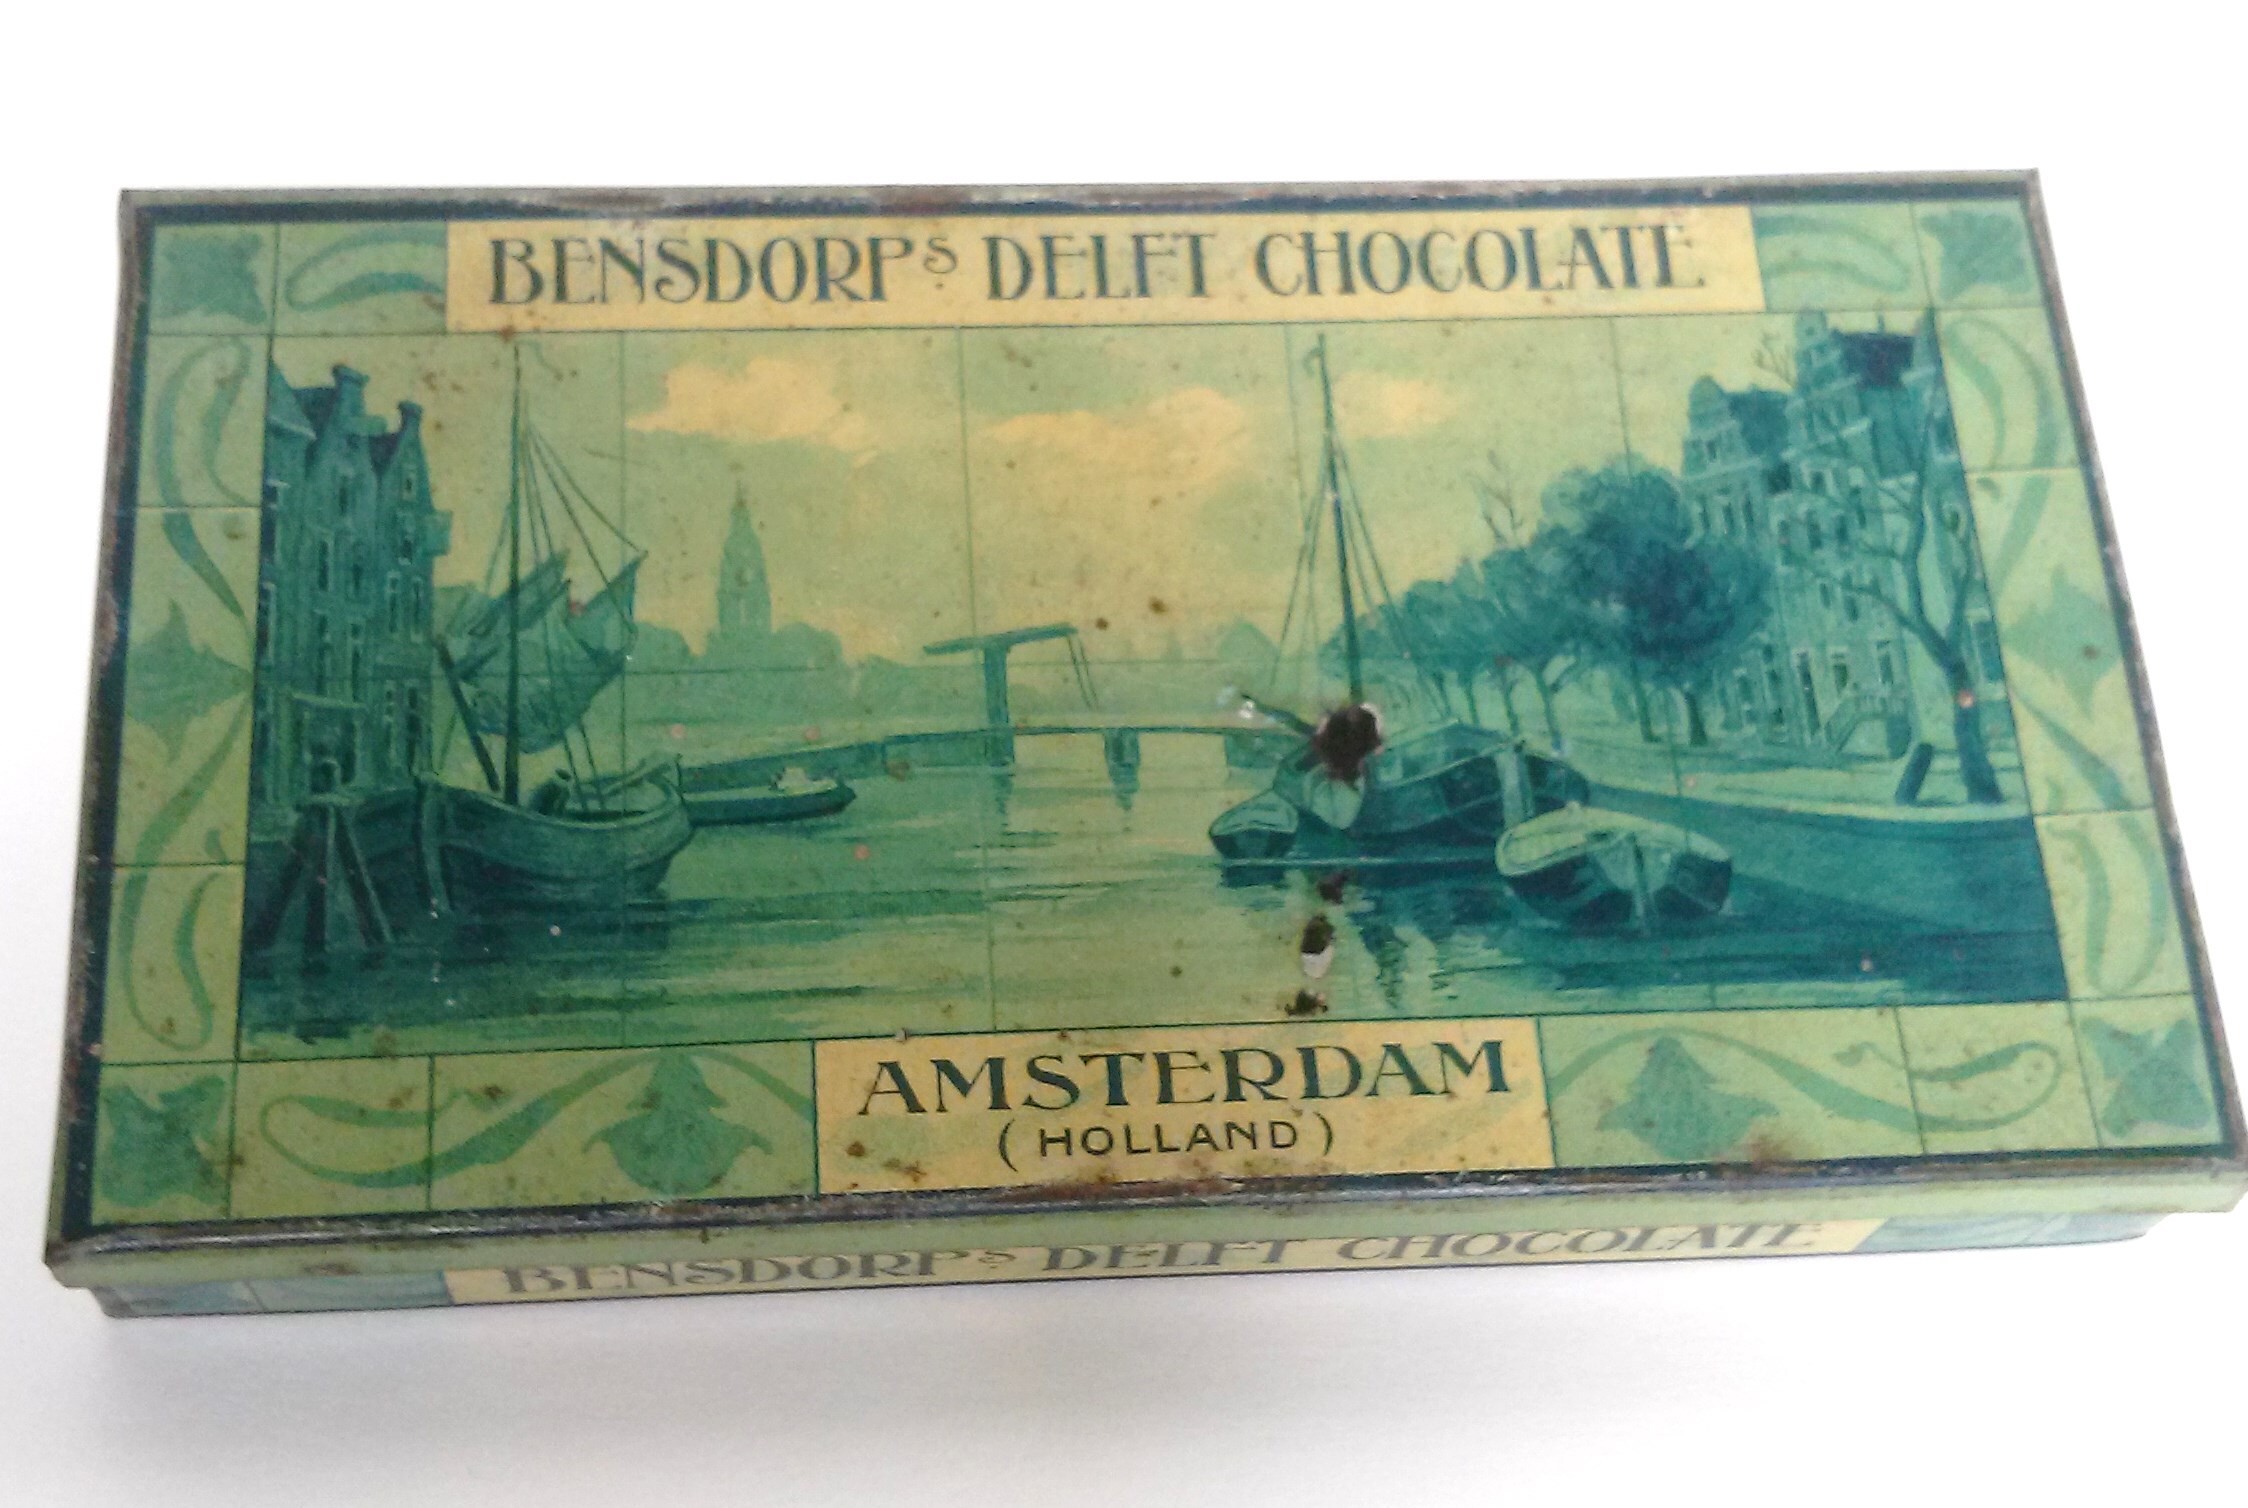 BENSDORPS DELFT CHOCOLATE
AMSTERDAM
(HOLLAND)
BENSDORPS DELFT CHOCOLATE